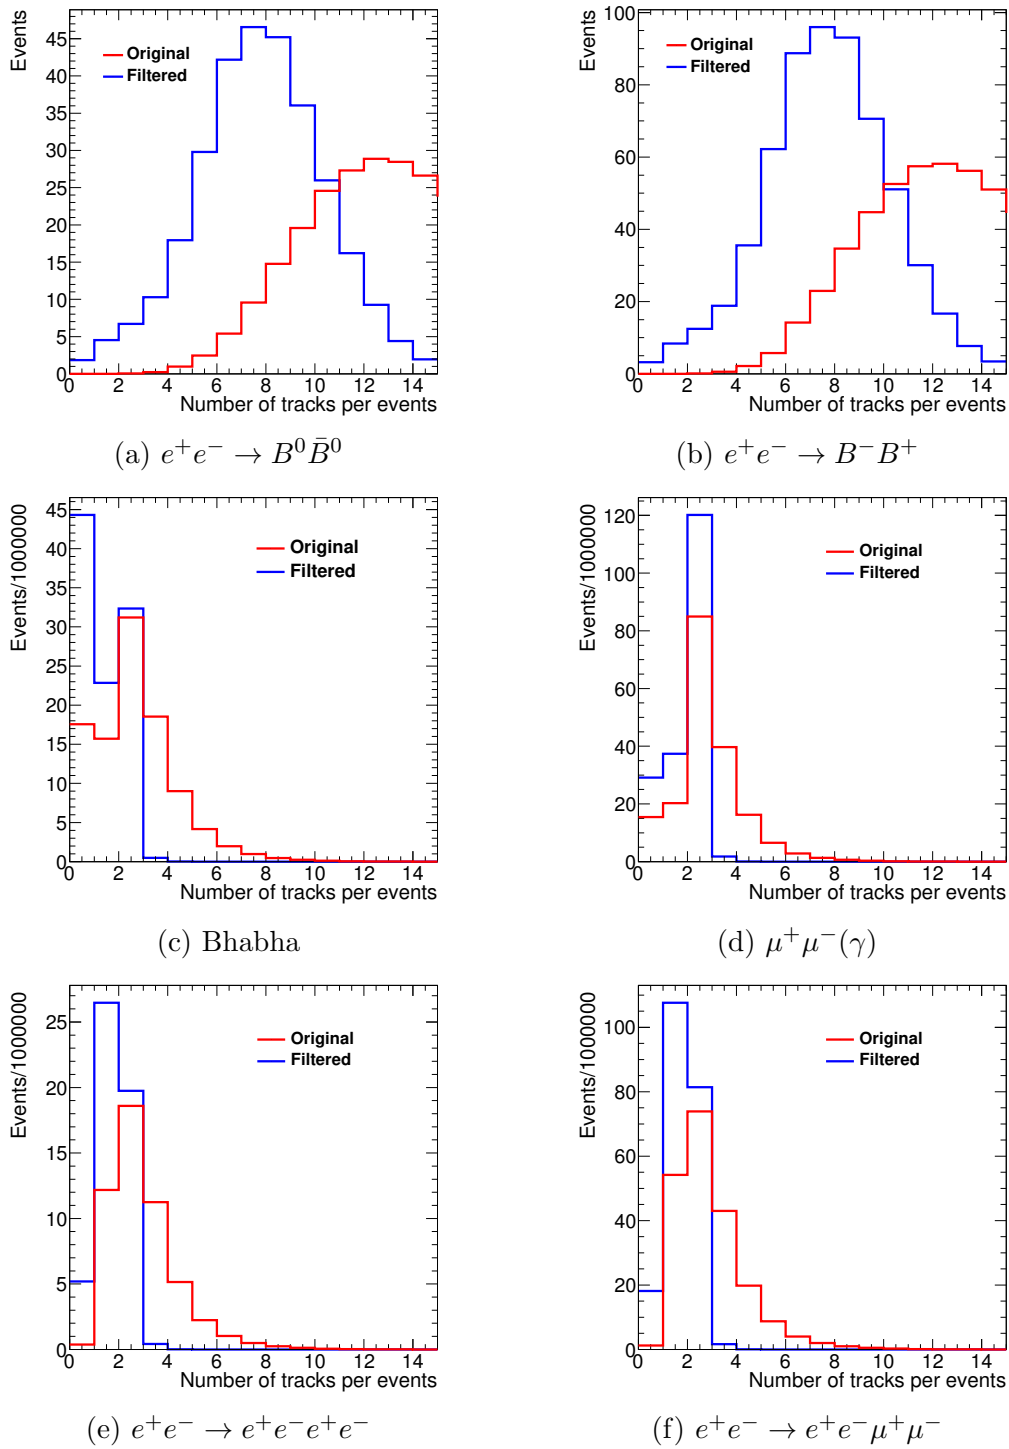 Events
Original
Filtered
45
40
35
30
25
20
15
10
5
0
0 2 4 6 8 10 12 14
Number of tracks per events
(a) e⁺e⁻ → B⁰B̄⁰
Events
Original
Filtered
100
80
60
40
20
0
0 2 4 6 8 10 12 14
Number of tracks per events
(b) e⁺e⁻ → B⁻B⁺
Events/1000000
Original
Filtered
45
40
35
30
25
20
15
10
5
0
0 2 4 6 8 10 12 14
Number of tracks per events
(c) Bhabha
Events/1000000
Original
Filtered
120
100
80
60
40
20
0
0 2 4 6 8 10 12 14
Number of tracks per events
(d) μ⁺μ⁻(γ)
Events/1000000
Original
Filtered
25
20
15
10
5
0
0 2 4 6 8 10 12 14
Number of tracks per events
(e) e⁺e⁻ → e⁺e⁻e⁺e⁻
Events/1000000
Original
Filtered
100
80
60
40
20
0
0 2 4 6 8 10 12 14
Number of tracks per events
(f) e⁺e⁻ → e⁺e⁻μ⁺μ⁻